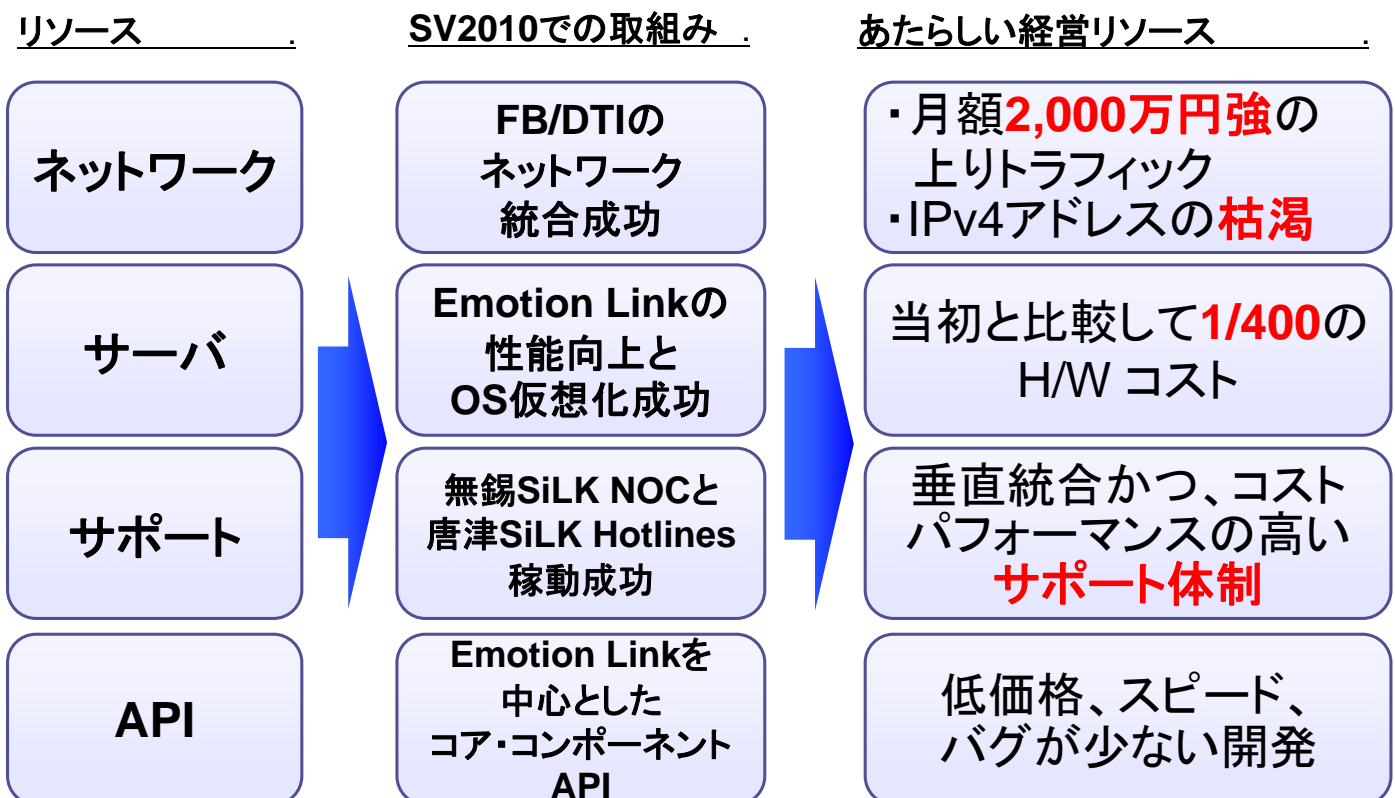 リソース .
SV2010での取組み .
あたらしい経営リソース .
ネットワーク
FB/DTIの
ネットワーク
統合成功
・月額2,000万円強の
上りトラフィック
・IPv4アドレスの枯渇
サーバ
Emotion Linkの
性能向上と
OS仮想化成功
当初と比較して1/400の
H/W コスト
サポート
無錫SiLK NOCと
唐津SiLK Hotlines
稼動成功
垂直統合かつ、コスト
パフォーマンスの高い
サポート体制
API
Emotion Linkを
中心とした
コア・コンポーネント
API
低価格、スピード、
バグが少ない開発